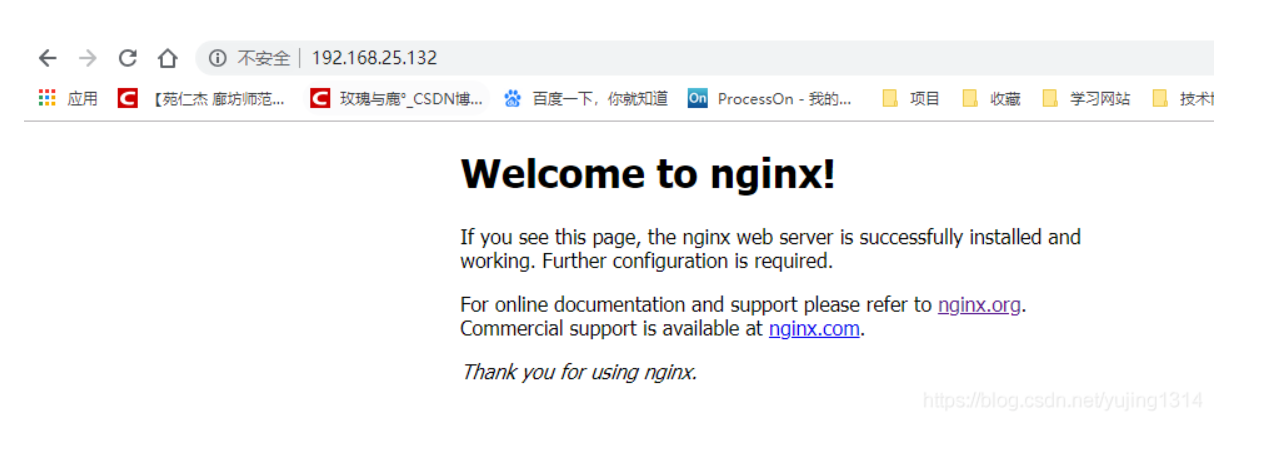 不安全 192.168.25.132
应用 【苑仁杰 廊坊师范... 玫瑰与鹿°_CSDN博... 百度一下,你就知道 On ProcessOn - 我的... 项目 收藏 学习网站 技术
Welcome to nginx!
If you see this page, the nginx web server is successfully installed and
working. Further configuration is required.
For online documentation and support please refer to nginx.org.
Commercial support is available at nginx.com.
Thank you for using nginx.
https://blog.csdn.net/yujing1314